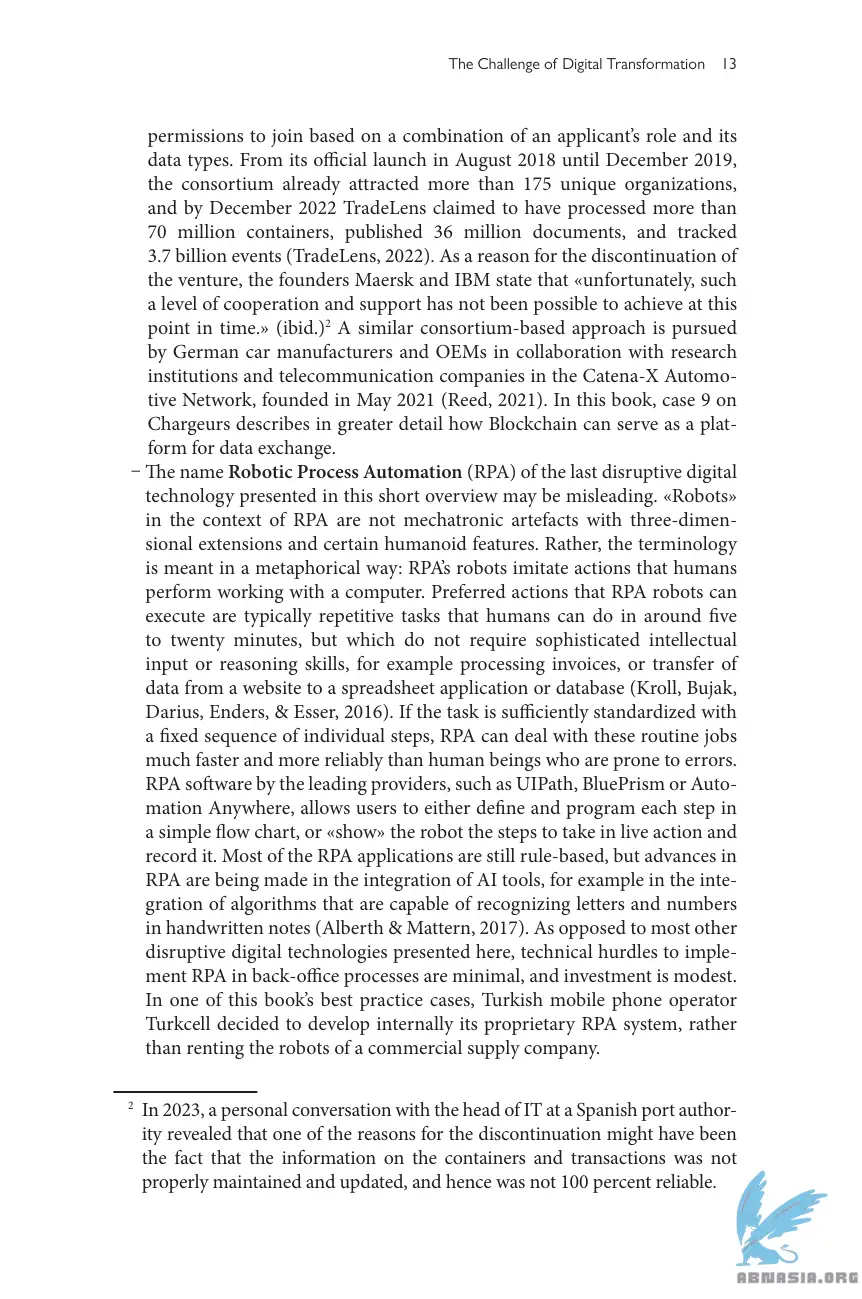 The Challenge of Digital Transformation 13
permissions to join based on a combination of an applicant’s role and its
data types. From its official launch in August 2018 until December 2019,
the consortium already attracted more than 175 unique organizations,
and by December 2022 TradeLens claimed to have processed more than
70 million containers, published 36 million documents, and tracked
3.7 billion events (TradeLens, 2022). As a reason for the discontinuation of
the venture, the founders Maersk and IBM state that «unfortunately, such
a level of cooperation and support has not been possible to achieve at this
point in time.» (ibid.)2 A similar consortium-based approach is pursued
by German car manufacturers and OEMs in collaboration with research
institutions and telecommunication companies in the Catena-X Automo-
tive Network, founded in May 2021 (Reed, 2021). In this book, case 9 on
Chargeurs describes in greater detail how Blockchain can serve as a plat-
form for data exchange.
– The name Robotic Process Automation (RPA) of the last disruptive digital
technology presented in this short overview may be misleading. «Robots»
in the context of RPA are not mechatronic artefacts with three-dimen-
sional extensions and certain humanoid features. Rather, the terminology
is meant in a metaphorical way: RPA’s robots imitate actions that humans
perform working with a computer. Preferred actions that RPA robots can
execute are typically repetitive tasks that humans can do in around five
to twenty minutes, but which do not require sophisticated intellectual
input or reasoning skills, for example processing invoices, or transfer of
data from a website to a spreadsheet application or database (Kroll, Bujak,
Darius, Enders, & Esser, 2016). If the task is sufficiently standardized with
a fixed sequence of individual steps, RPA can deal with these routine jobs
much faster and more reliably than human beings who are prone to errors.
RPA software by the leading providers, such as UIPath, BluePrism or Auto-
mation Anywhere, allows users to either define and program each step in
a simple flow chart, or «show» the robot the steps to take in live action and
record it. Most of the RPA applications are still rule-based, but advances in
RPA are being made in the integration of AI tools, for example in the inte-
gration of algorithms that are capable of recognizing letters and numbers
in handwritten notes (Alberth & Mattern, 2017). As opposed to most other
disruptive digital technologies presented here, technical hurdles to imple-
ment RPA in back-office processes are minimal, and investment is modest.
In one of this book’s best practice cases, Turkish mobile phone operator
Turkcell decided to develop internally its proprietary RPA system, rather
than renting the robots of a commercial supply company.
2 In 2023, a personal conversation with the head of IT at a Spanish port author-
ity revealed that one of the reasons for the discontinuation might have been
the fact that the information on the containers and transactions was not
properly maintained and updated, and hence was not 100 percent reliable.
ABNASIA.ORG